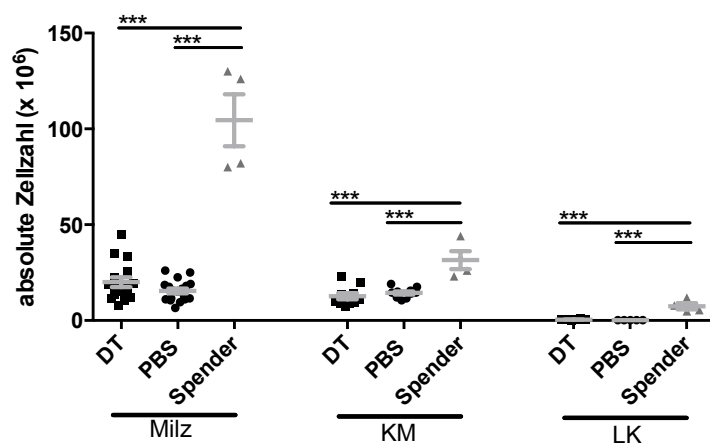 ***
***
150
absolute Zellzahl (x 10⁶)
100
50
0
***
***
***
***
DT
PBS
Spender
DT
PBS
Spender
DT
PBS
Spender
Milz
KM
LK